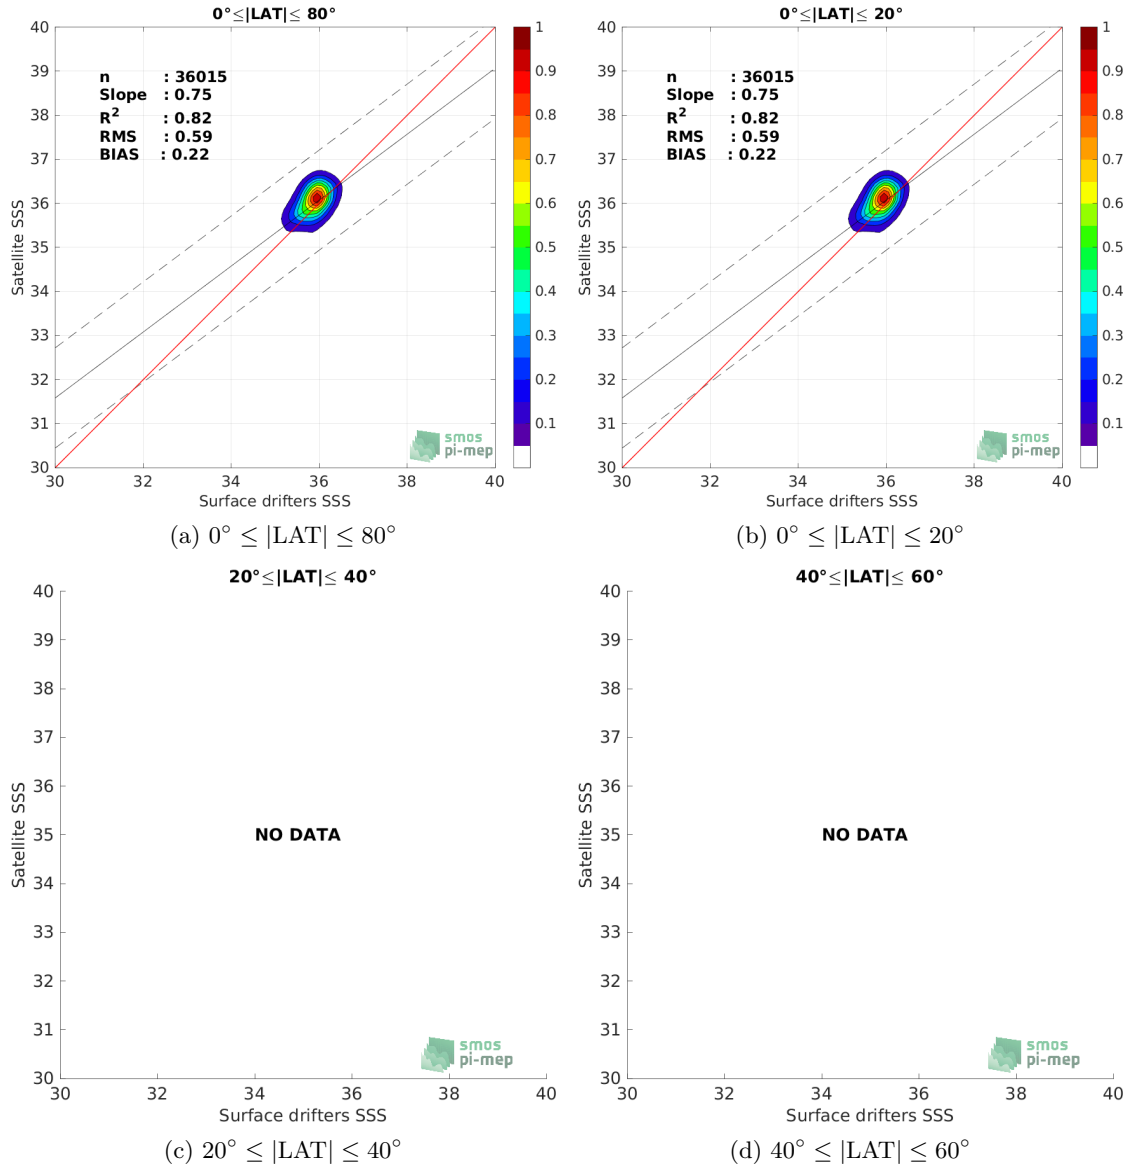 0°≤|LAT|≤ 80°
40
39
38
37
36
35
34
33
32
31
30
Satellite SSS
n : 36015
Slope : 0.75
R² : 0.82
RMS : 0.59
BIAS : 0.22
smos
pi-mep
30 32 34 36 38 40
Surface drifters SSS
1
0.9
0.8
0.7
0.6
0.5
0.4
0.3
0.2
0.1
(a) 0° ≤ |LAT| ≤ 80°
0°≤|LAT|≤ 20°
40
39
38
37
36
35
34
33
32
31
30
Satellite SSS
n : 36015
Slope : 0.75
R² : 0.82
RMS : 0.59
BIAS : 0.22
smos
pi-mep
30 32 34 36 38 40
Surface drifters SSS
1
0.9
0.8
0.7
0.6
0.5
0.4
0.3
0.2
0.1
(b) 0° ≤ |LAT| ≤ 20°
20°≤|LAT|≤ 40°
40
39
38
37
36
35
34
33
32
31
30
Satellite SSS
NO DATA
smos
pi-mep
30 32 34 36 38 40
Surface drifters SSS
(c) 20° ≤ |LAT| ≤ 40°
40°≤|LAT|≤ 60°
40
39
38
37
36
35
34
33
32
31
30
Satellite SSS
NO DATA
smos
pi-mep
30 32 34 36 38 40
Surface drifters SSS
(d) 40° ≤ |LAT| ≤ 60°